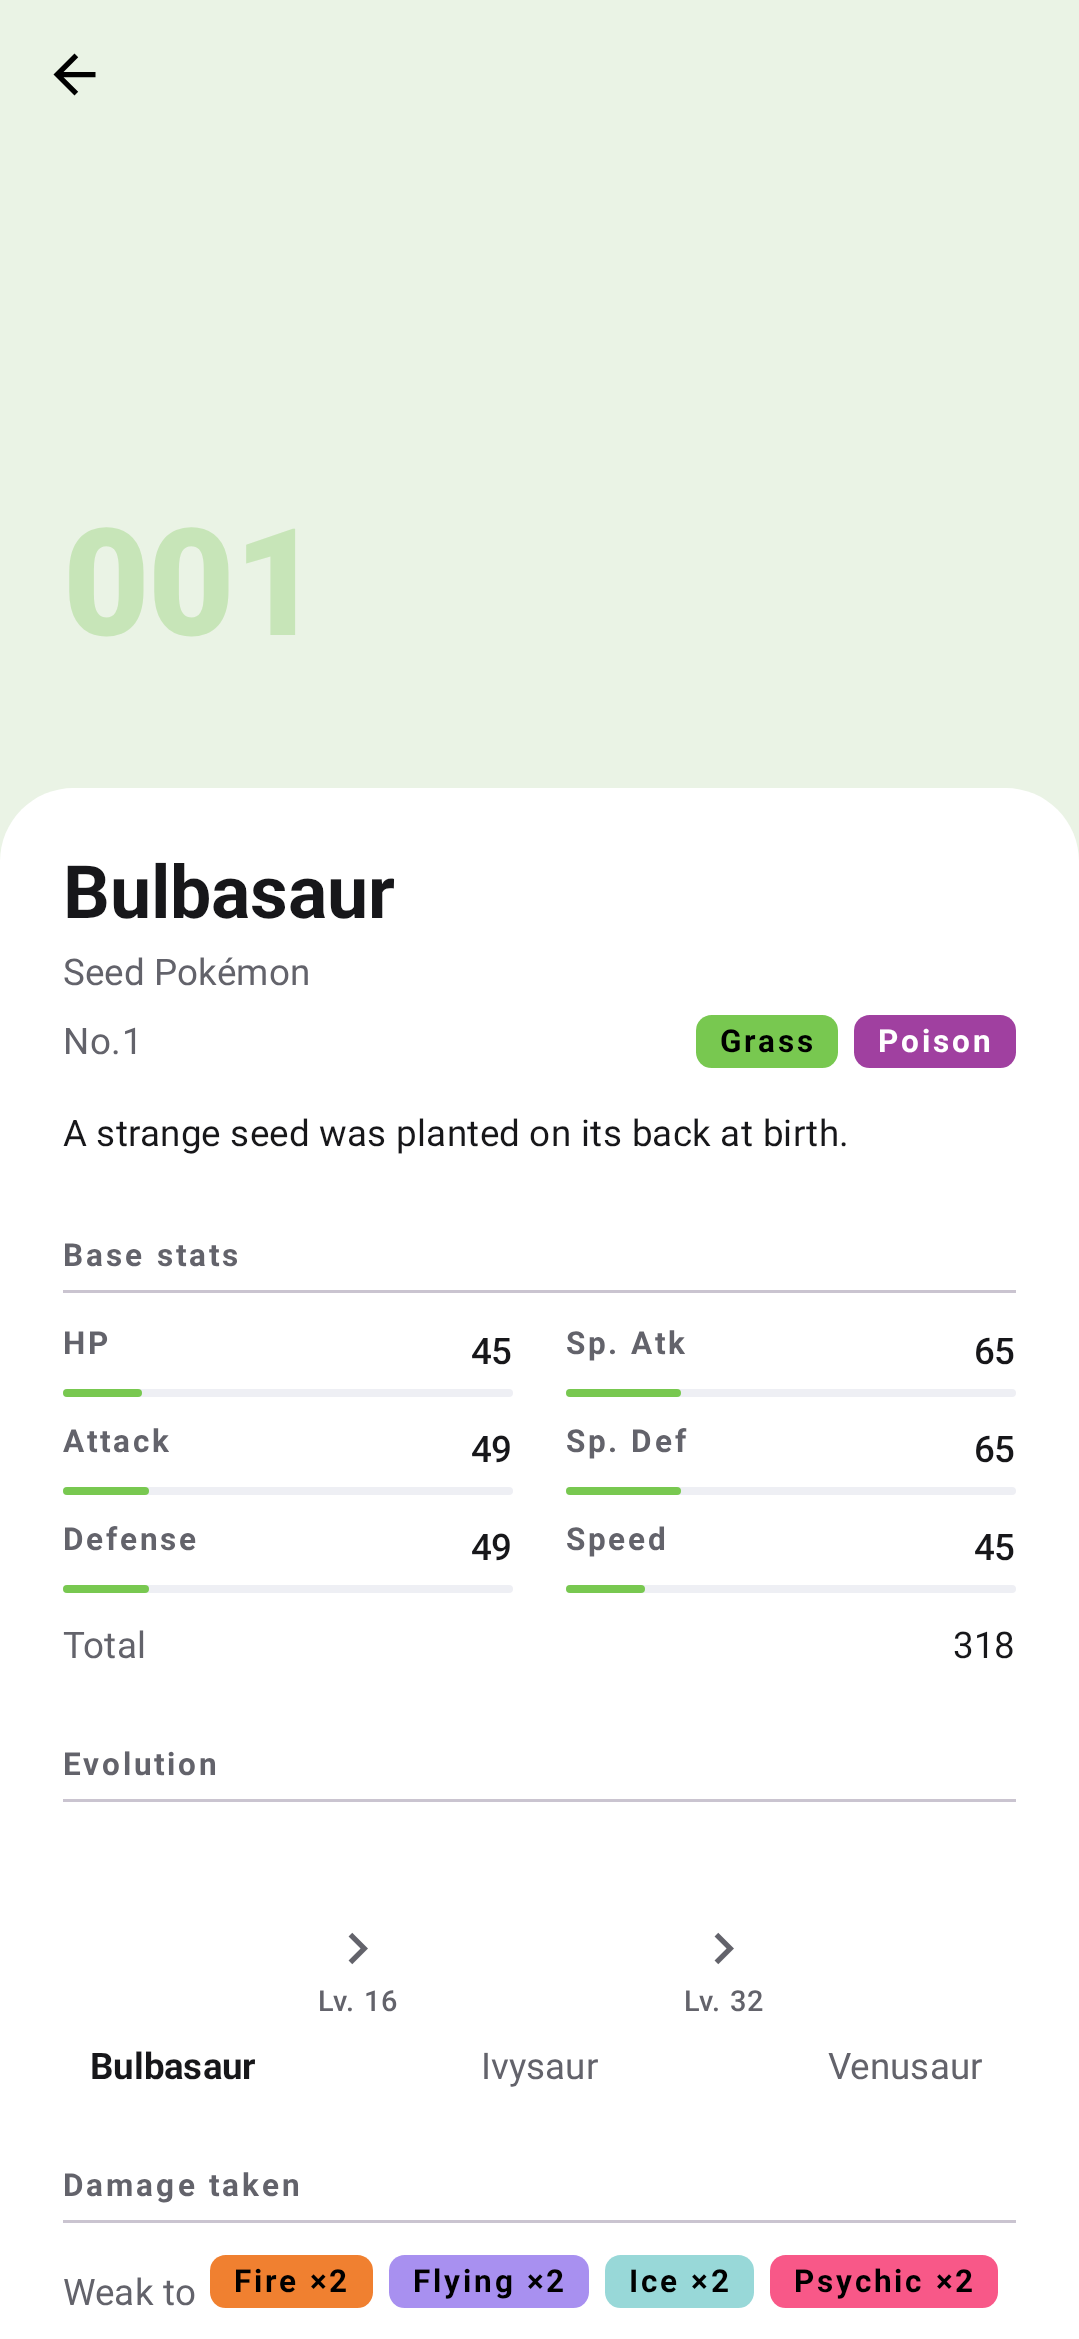 001
Bulbasaur
Seed Pokémon
No.1 Grass Poison
A strange seed was planted on its back at birth.
Base stats
HP 45 Sp. Atk 65
Attack 49 Sp. Def 65
Defense 49 Speed 45
Total 318
Evolution
Lv. 16 Lv. 32
Bulbasaur Ivysaur Venusaur
Damage taken
Weak to Fire ×2 Flying ×2 Ice ×2 Psychic ×2